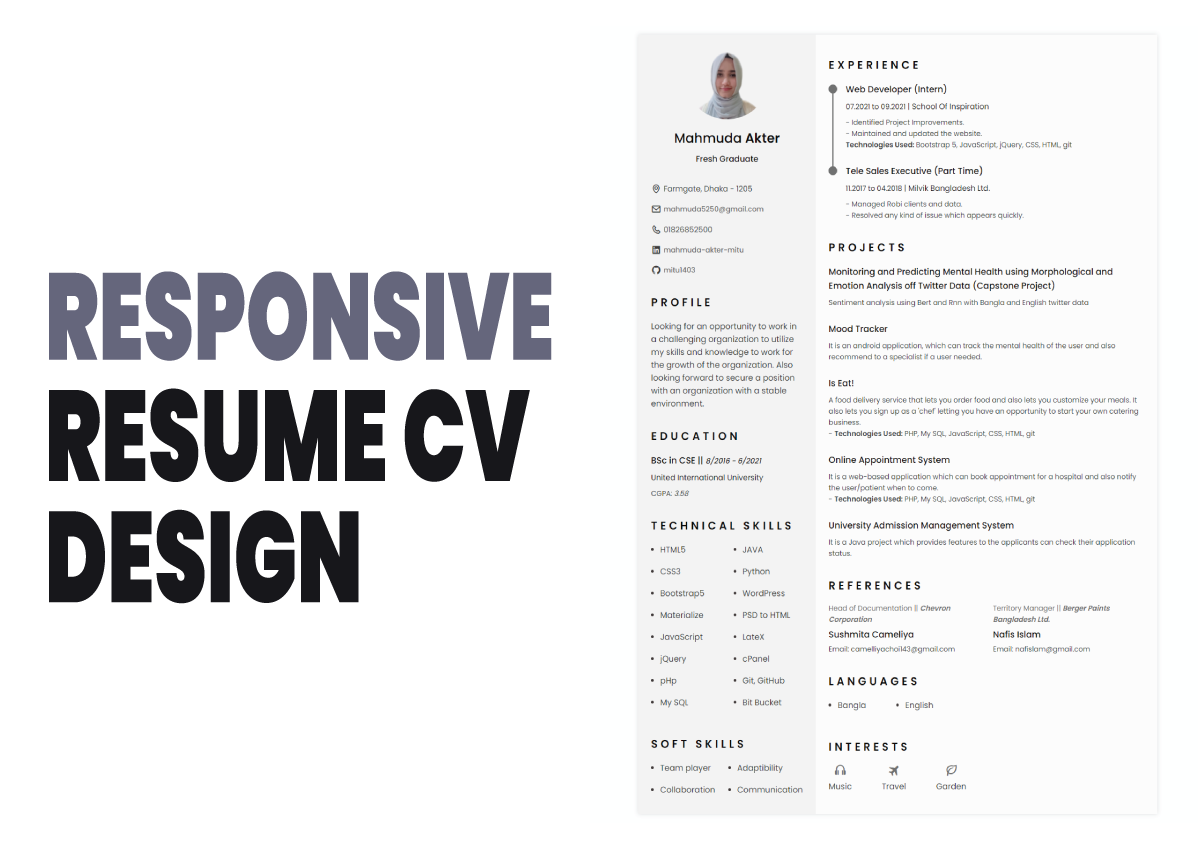 RESPONSIVE
RESUME CV
DESIGN
Mahmuda Akter
Fresh Graduate
Farmgate, Dhaka - 1205
mahmuda5250@gmail.com
01826852500
mahmuda-akter-mitu
mitu1403
PROFILE
Looking for an opportunity to work in
a challenging organization to utilize
my skills and knowledge to work for
the growth of the organization. Also
looking forward to secure a position
with an organization with a stable
environment.
EDUCATION
BSc in CSE || 8/2016 - 6/2021
United International University
CGPA: 3.58
TECHNICAL SKILLS
• HTML5 • JAVA
• CSS3 • Python
• Bootstrap5 • WordPress
• Materialize • PSD to HTML
• JavaScript • LateX
• jQuery • cPanel
• pHp • Git, GitHub
• My SQL • Bit Bucket
SOFT SKILLS
• Team player • Adaptibility
• Collaboration • Communication
EXPERIENCE
Web Developer (Intern)
07.2021 to 09.2021 | School Of Inspiration
- Identified Project Improvements.
- Maintained and updated the website.
Technologies Used: Bootstrap 5, JavaScript, jQuery, CSS, HTML, git
Tele Sales Executive (Part Time)
11.2017 to 04.2018 | Milvik Bangladesh Ltd.
- Managed Robi clients and data.
- Resolved any kind of issue which appears quickly.
PROJECTS
Monitoring and Predicting Mental Health using Morphological and
Emotion Analysis off Twitter Data (Capstone Project)
Sentiment analysis using Bert and Rnn with Bangla and English twitter data
Mood Tracker
It is an android application, which can track the mental health of the user and also
recommend to a specialist if a user needed.
Is Eat!
A food delivery service that lets you order food and also lets you customize your meals. It
also lets you sign up as a 'chef' letting you have an opportunity to start your own catering
business.
- Technologies Used: PHP, My SQL, JavaScript, CSS, HTML, git
Online Appointment System
It is a web-based application which can book appointment for a hospital and also notify
the user/patient when to come.
- Technologies Used: PHP, My SQL, JavaScript, CSS, HTML, git
University Admission Management System
It is a Java project which provides features to the applicants can check their application
status.
REFERENCES
Head of Documentation || Chevron
Corporation
Sushmita Cameliya
Email: camelliyachoi143@gmail.com
Territory Manager || Berger Paints
Bangladesh Ltd.
Nafis Islam
Email: nafislam@gmail.com
LANGUAGES
• Bangla • English
INTERESTS
Music Travel Garden